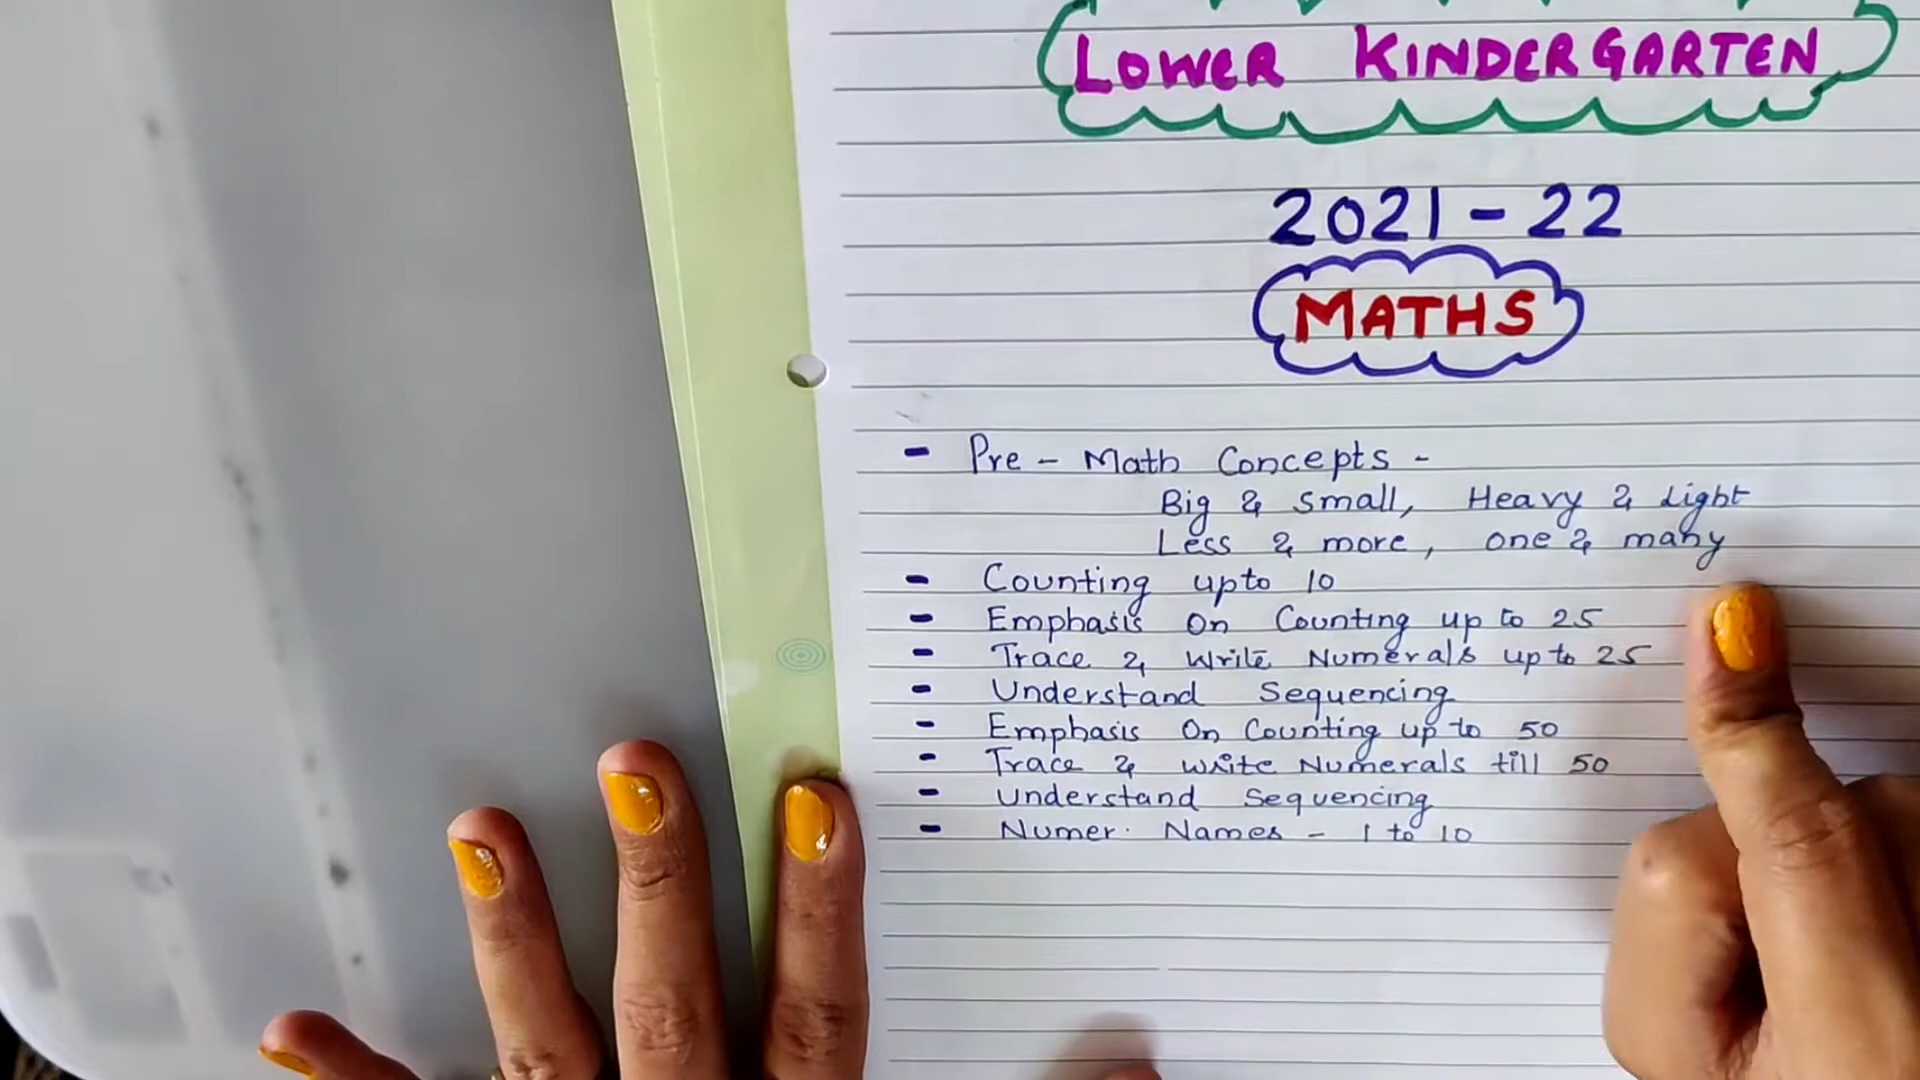 LOWER KINDERGARTEN
2021-22
MATHS
- Pre - Math Concepts -
Big & Small, Heavy & Light
Less & more, one & many
- Counting upto 10
- Emphasis On Counting up to 25
- Trace & Write Numerals up to 25
- Understand Sequencing
- Emphasis On Counting up to 50
- Trace & write Numerals till 50
- Understand Sequencing
- Numer. Names - 1 to 10